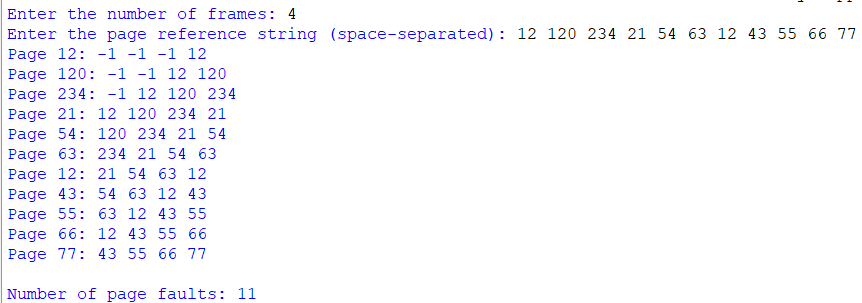 Enter the number of frames: 4
Enter the page reference string (space-separated): 12 120 234 21 54 63 12 43 55 66 77
Page 12: -1 -1 -1 12
Page 120: -1 -1 12 120
Page 234: -1 12 120 234
Page 21: 12 120 234 21
Page 54: 120 234 21 54
Page 63: 234 21 54 63
Page 12: 21 54 63 12
Page 43: 54 63 12 43
Page 55: 63 12 43 55
Page 66: 12 43 55 66
Page 77: 43 55 66 77
Number of page faults: 11